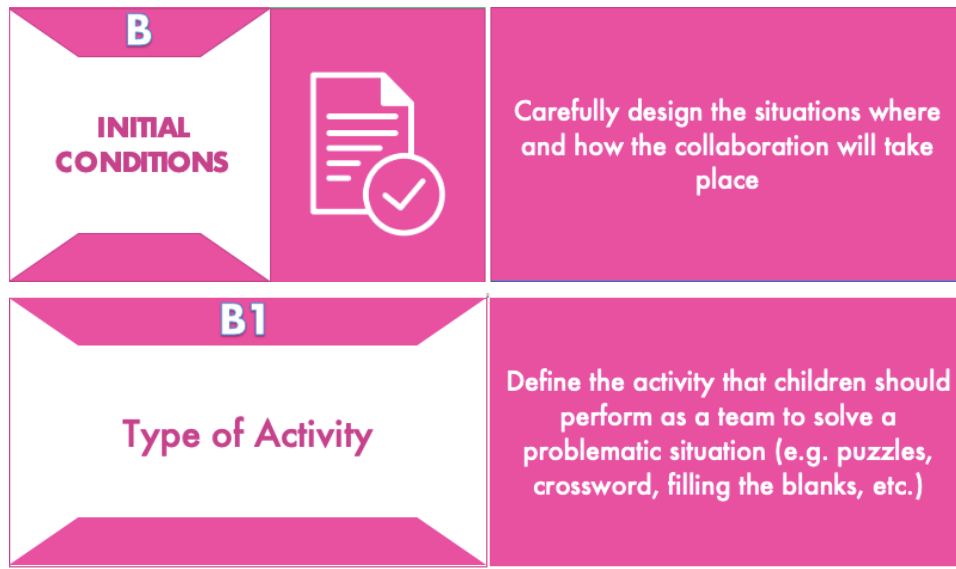 B
INITIAL
CONDITIONS
Carefully design the situations where
and how the collaboration will take
place
B1
Type of Activity
Define the activity that children should
perform as a team to solve a
problematic situation (e.g. puzzles,
crossword, filling the blanks, etc.)